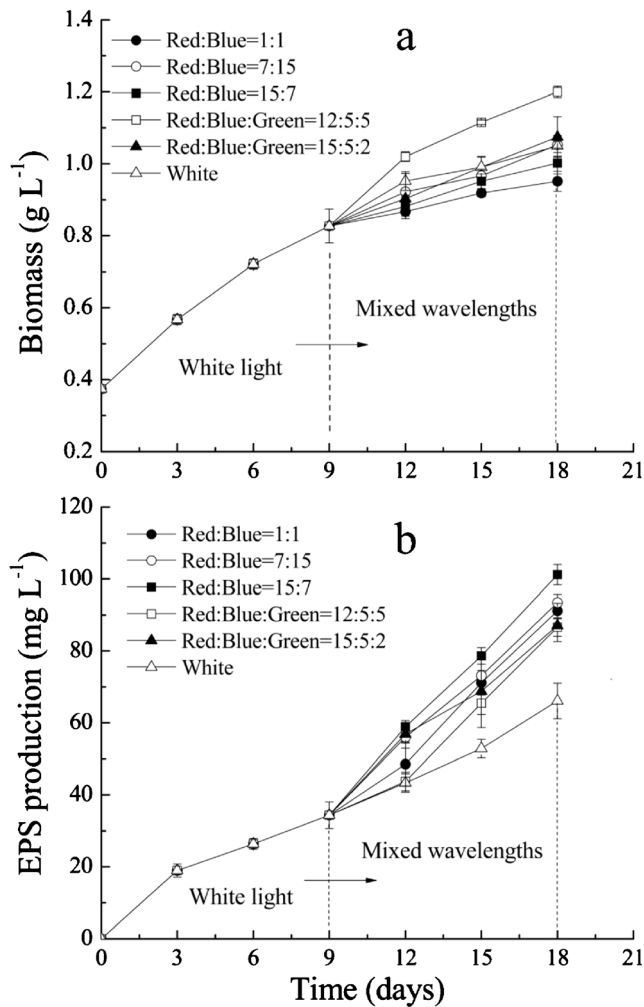 a
Red:Blue=1:1
Red:Blue=7:15
Red:Blue=15:7
Red:Blue:Green=12:5:5
Red:Blue:Green=15:5:2
White
1.4
1.2
1.0
0.8
0.6
0.4
0.2
Biomass (g L⁻¹)
Mixed wavelengths
White light
0 3 6 9 12 15 18 21
b
Red:Blue=1:1
Red:Blue=7:15
Red:Blue=15:7
Red:Blue:Green=12:5:5
Red:Blue:Green=15:5:2
White
120
100
80
60
40
20
0
EPS production (mg L⁻¹)
Mixed wavelengths
White light
0 3 6 9 12 15 18 21
Time (days)